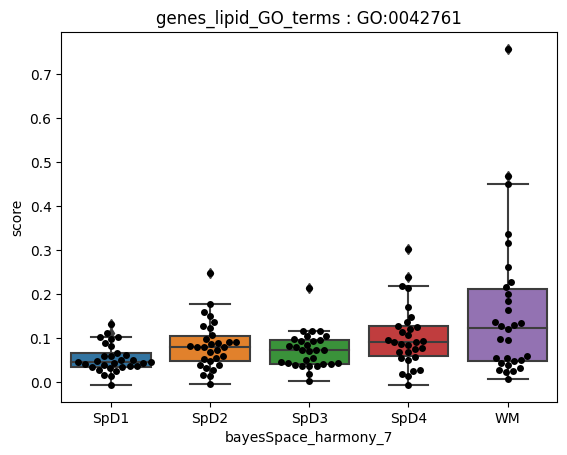 genes_lipid_GO_terms : GO:0042761
0.7
0.6
0.5
0.4
0.3
0.2
0.1
0.0
score
SpD1 SpD2 SpD3 SpD4 WM
bayesSpace_harmony_7